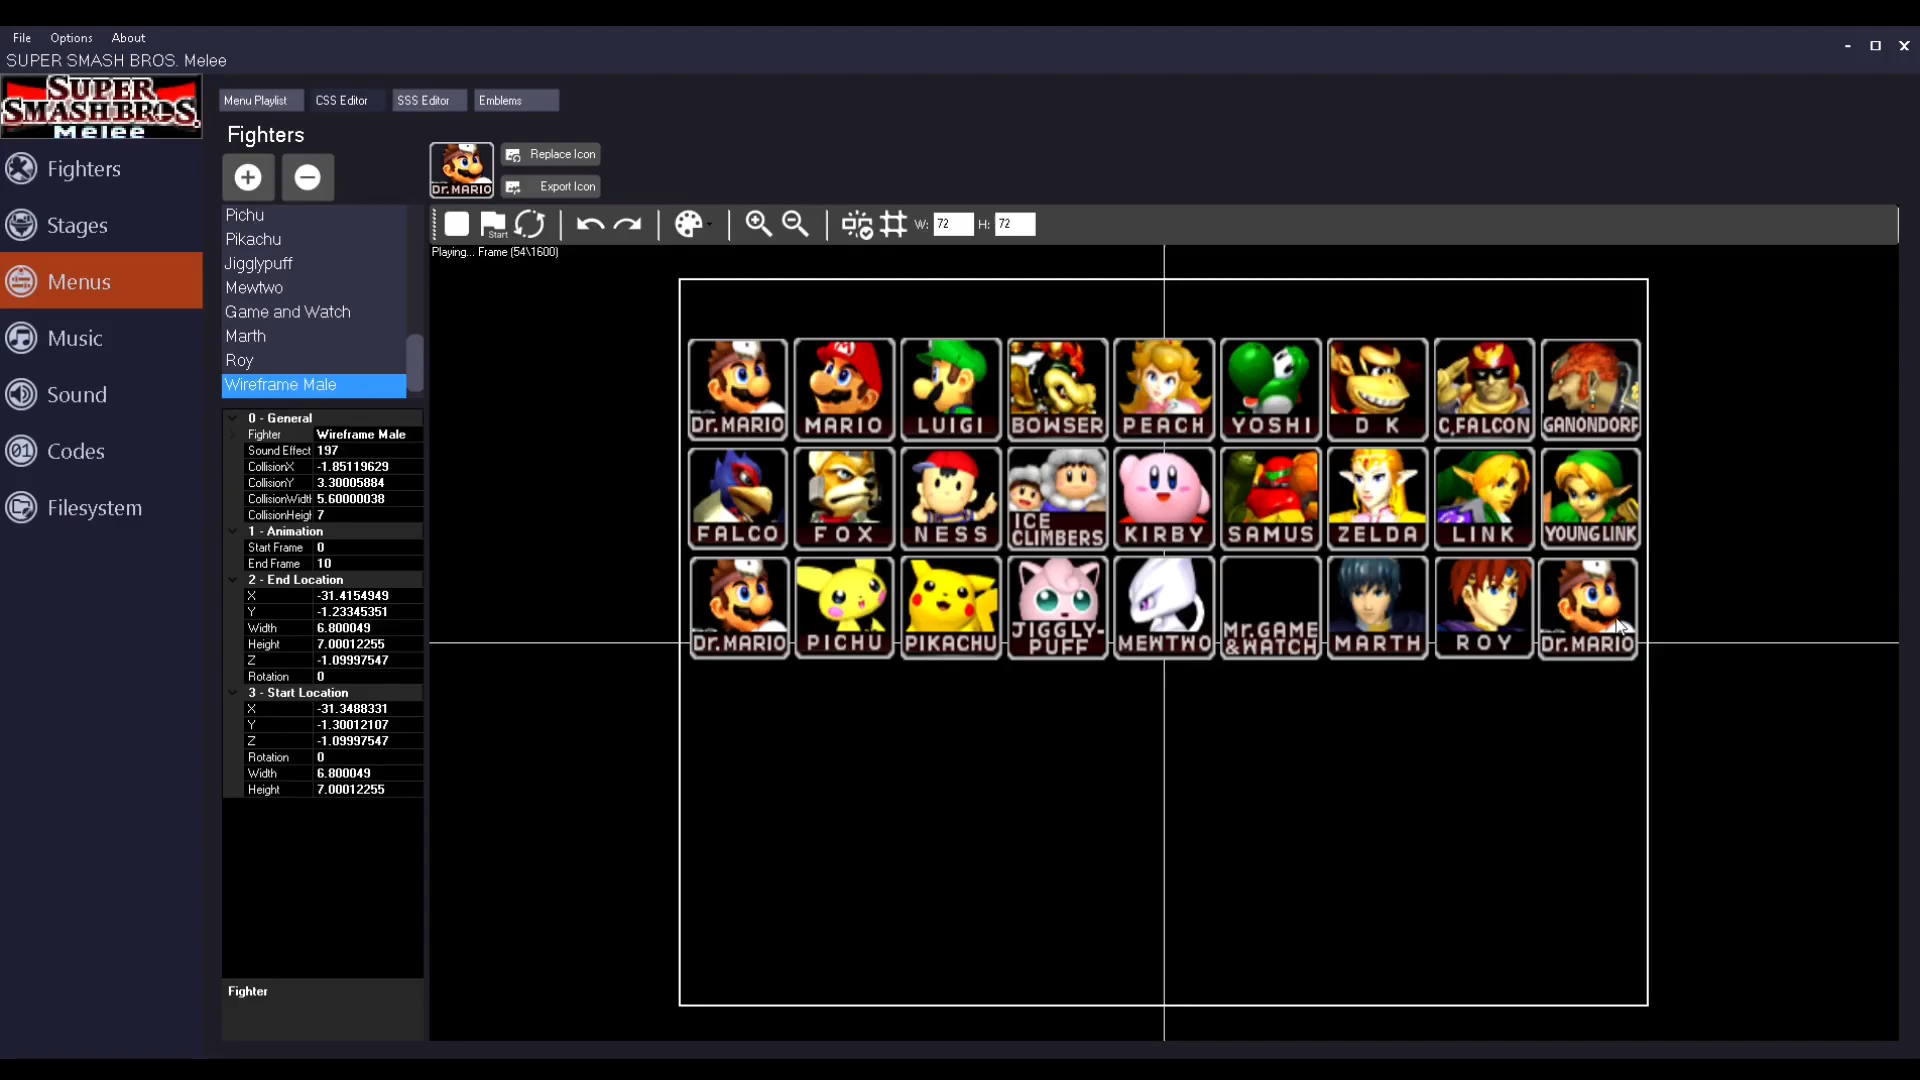 File Options About
SUPER SMASH BROS. Melee
SUPER
SMASH BROS.
Melee
Fighters
Stages
Menus
Music
Sound
Codes
Filesystem
Menu Playlist CSS Editor SSS Editor Emblems
Fighters
Pichu
Pikachu
Jigglypuff
Mewtwo
Game and Watch
Marth
Roy
Wireframe Male
0 - General
Fighter Wireframe Male
Sound Effect 197
CollisionX -1.85119629
CollisionY 3.30005884
CollisionWidth 5.60000038
CollisionHeigh 7
1 - Animation
Start Frame 0
End Frame 10
2 - End Location
X -31.4154949
Y -1.23345351
Width 6.800049
Height 7.00012255
Z -1.09997547
Rotation 0
3 - Start Location
X -31.3488331
Y -1.30012107
Z -1.09997547
Rotation 0
Width 6.800049
Height 7.00012255
Fighter
Dr.MARIO
Replace Icon
Export Icon
Start
W: 72 H: 72
Playing... Frame (54\1600)
Dr.MARIO MARIO LUIGI BOWSER PEACH YOSHI D K C.FALCON GANONDORF
FALCO FOX NESS ICE CLIMBERS KIRBY SAMUS ZELDA LINK YOUNG LINK
Dr.MARIO PICHU PIKACHU JIGGLY-PUFF MEWTWO Mr.GAME &WATCH MARTH ROY Dr.MARIO